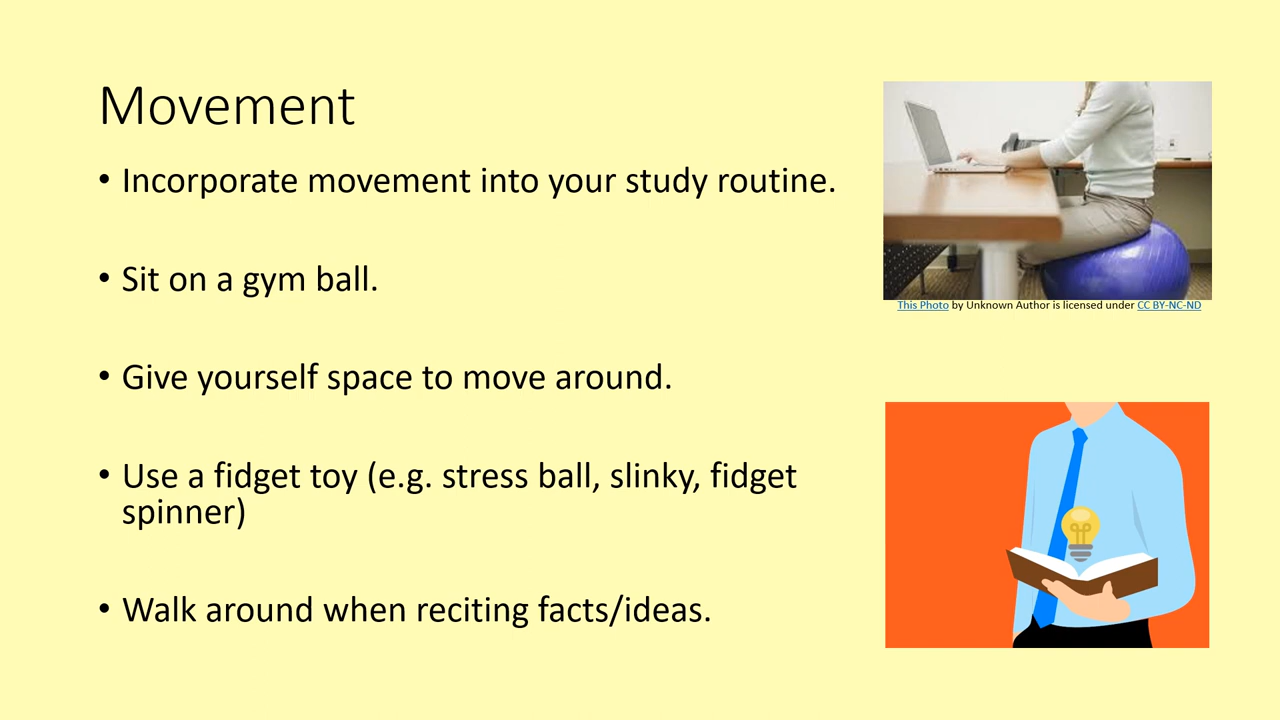 Movement
• Incorporate movement into your study routine.
• Sit on a gym ball.
• Give yourself space to move around.
• Use a fidget toy (e.g. stress ball, slinky, fidget
spinner)
• Walk around when reciting facts/ideas.
This Photo by Unknown Author is licensed under CC BY-NC-ND